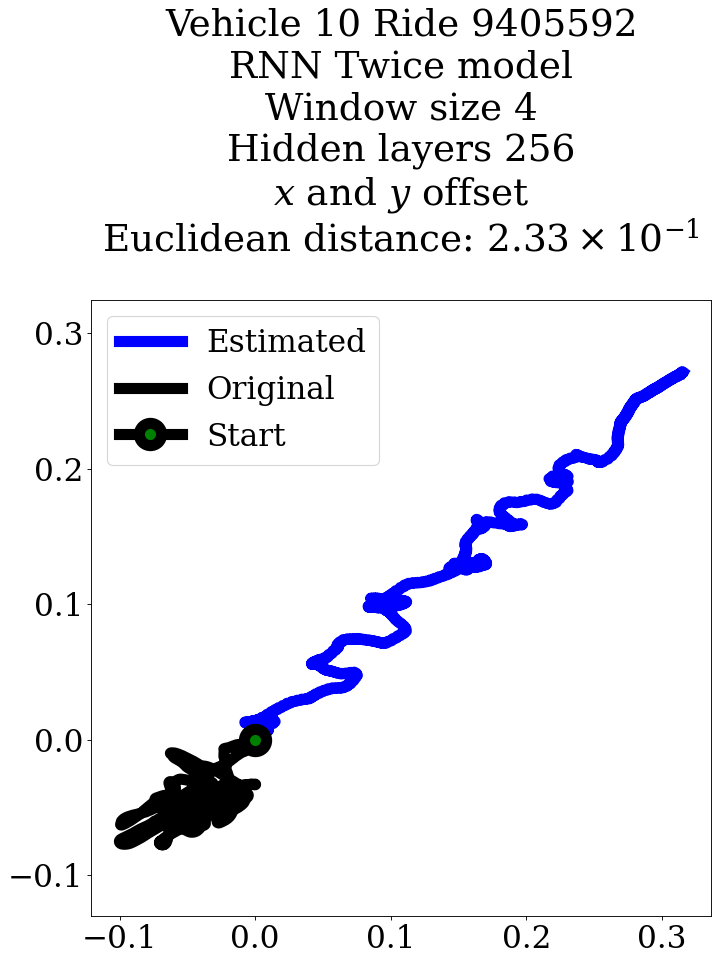 Vehicle 10 Ride 9405592
RNN Twice model
Window size 4
Hidden layers 256
x and y offset
Euclidean distance: 2.33 × 10⁻¹
Estimated
Original
Start
0.3
0.2
0.1
0.0
−0.1
−0.1 0.0 0.1 0.2 0.3